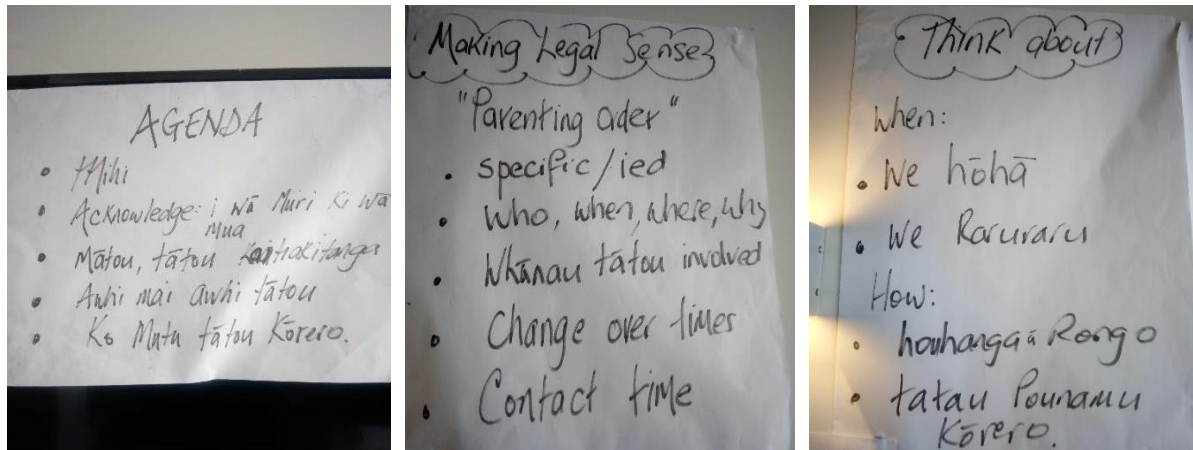 AGENDA
• Mihi
• Acknowledge: i wā Muri Ki wā
mua
• Mātou, tātou Kaitiakitanga
• Awhi mai Awhi tātou
• Ko Mutu tātou Kōrero.
Making Legal Sense
"Parenting order"
• specific/ied
• Who, when, where, why
• Whānau tātou involved
• Change over times
• Contact time
Think about
When:
• We hōhā
• We Raruraru
How:
• houhanga ā Rongo
• tatau Pounamu
Kōrero.